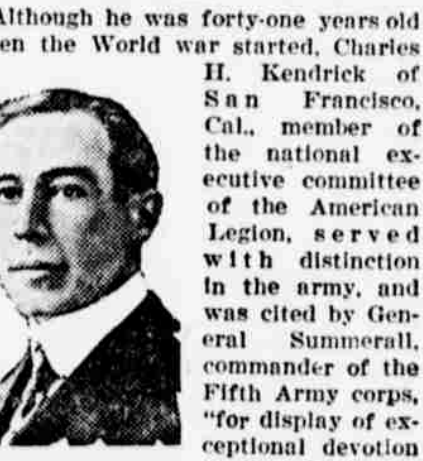 Although he was forty-one years old
en the World war started, Charles
H. Kendrick of
San Francisco,
Cal., member of
the national ex-
ecutive committee
of the American
Legion, served
with distinction
in the army, and
was cited by Gen-
eral Summerall,
commander of the
Fifth Army corps,
"for display of ex-
ceptional devotion